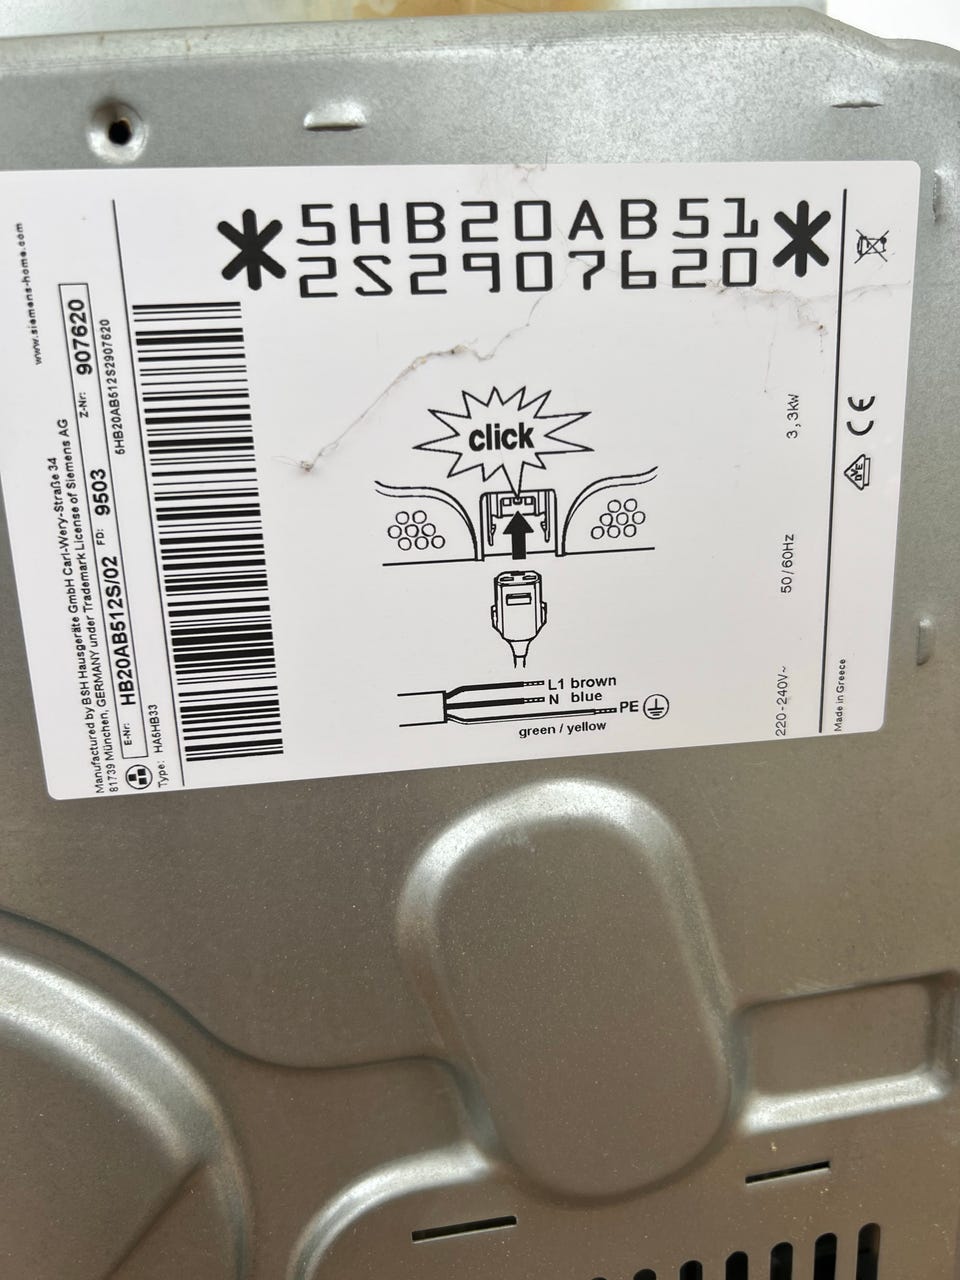 *5HB20AB51*
2S2907620
www.siemens-home.com
Manufactured by BSH Hausgeräte GmbH Carl-Wery-Straße 34
81739 München, GERMANY under Trademark License of Siemens AG
E-Nr: HB20AB512S/02 FD: 9503 Z-Nr: 907620
Type: HA6HB33
5HB20AB512S2907620
click
L1 brown
N blue
PE
green / yellow
220-240V~ 50/60Hz 3,3kW
Made in Greece
DVE
CE